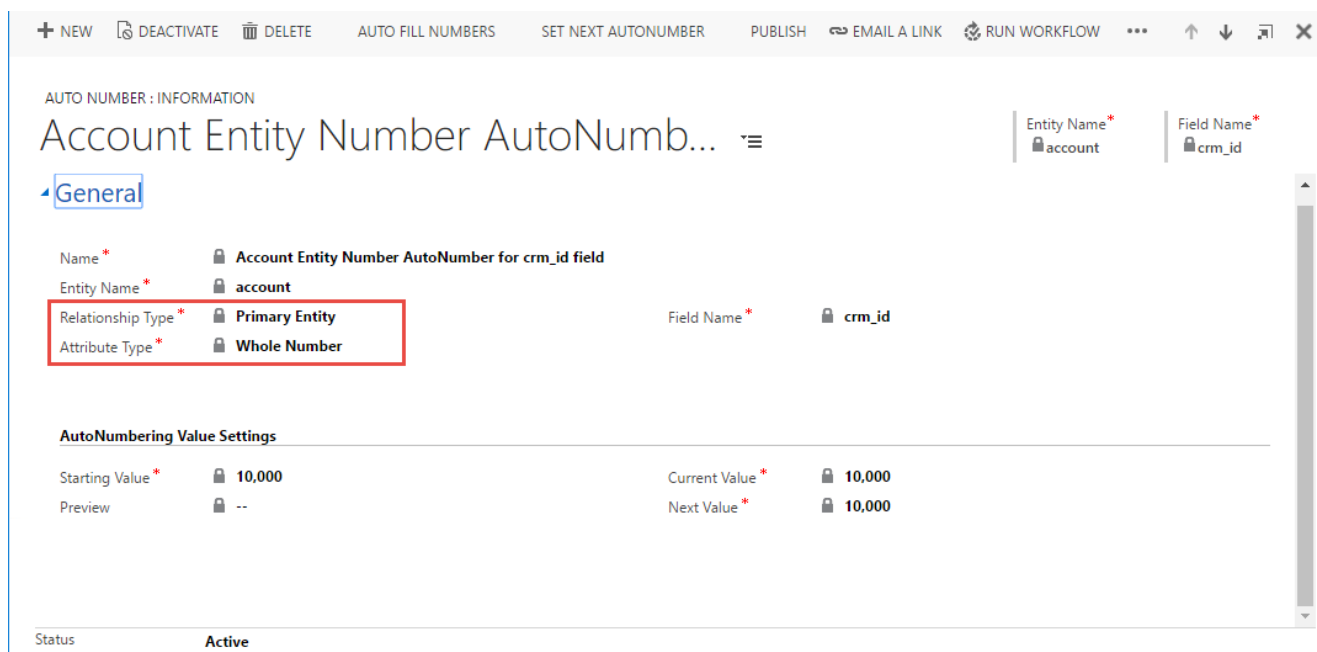 NEW DEACTIVATE DELETE AUTO FILL NUMBERS SET NEXT AUTONUMBER PUBLISH EMAIL A LINK RUN WORKFLOW •••
AUTO NUMBER : INFORMATION
Account Entity Number AutoNumb...
Entity Name* Field Name*
account crm_id
General
Name* Account Entity Number AutoNumber for crm_id field
Entity Name* account
Relationship Type* Primary Entity Field Name* crm_id
Attribute Type* Whole Number
AutoNumbering Value Settings
Starting Value* 10,000 Current Value* 10,000
Preview -- Next Value* 10,000
Status Active